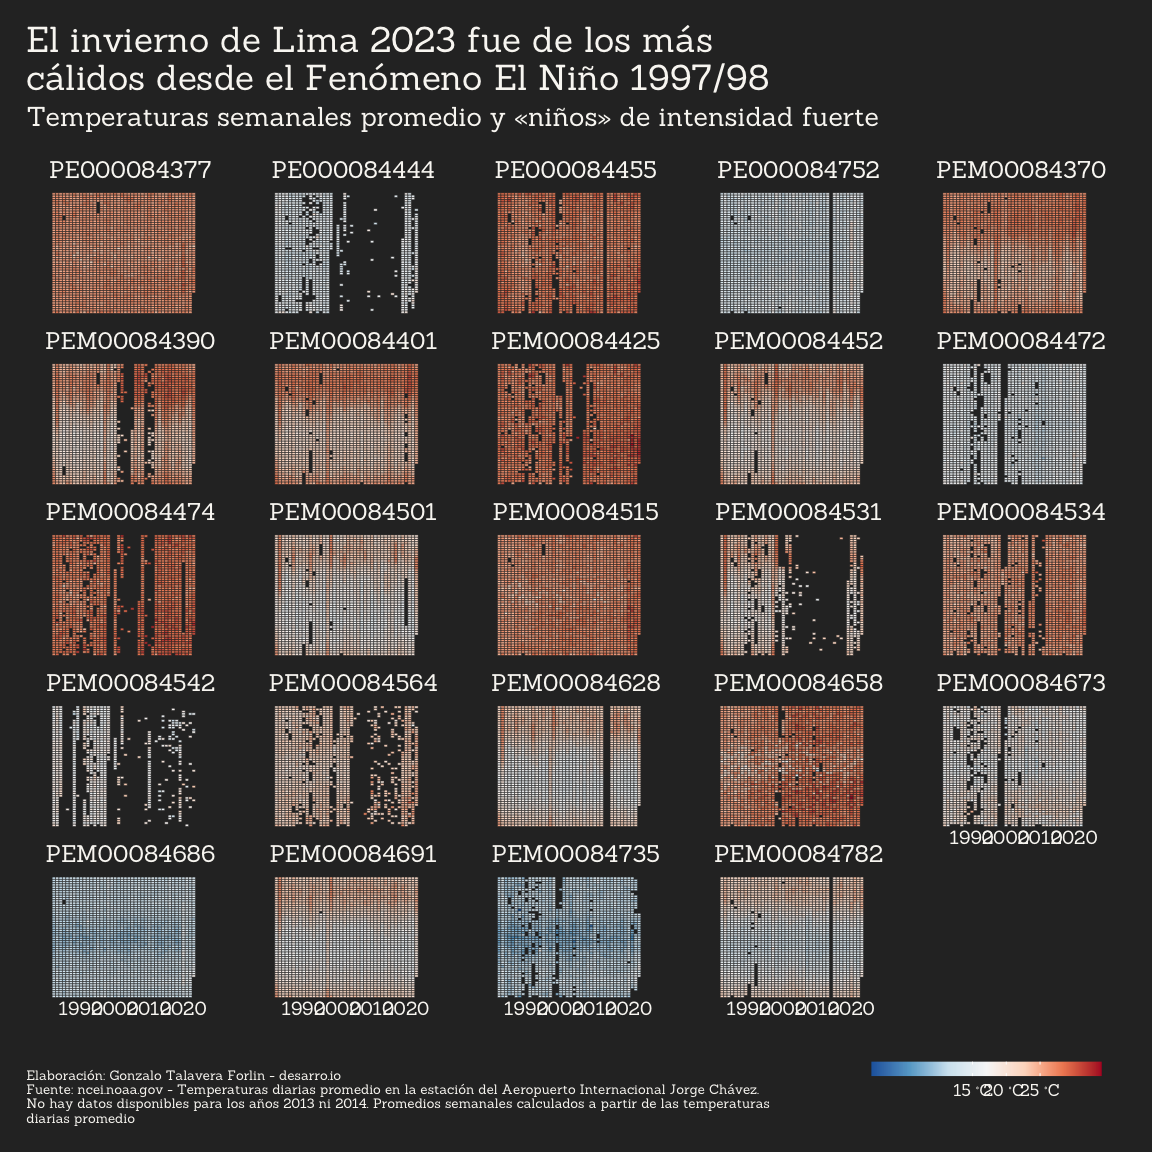 El invierno de Lima 2023 fue de los más
cálidos desde el Fenómeno El Niño 1997/98
Temperaturas semanales promedio y «niños» de intensidad fuerte
PE000084377 PE000084444 PE000084455 PE000084752 PEM00084370
PEM00084390 PEM00084401 PEM00084425 PEM00084452 PEM00084472
PEM00084474 PEM00084501 PEM00084515 PEM00084531 PEM00084534
PEM00084542 PEM00084564 PEM00084628 PEM00084658 PEM00084673
1990 2000 2010 2020
PEM00084686 PEM00084691 PEM00084735 PEM00084782
1990 2000 2010 2020 1990 2000 2010 2020 1990 2000 2010 2020 1990 2000 2010 2020
15 °C 20 °C 25 °C
Elaboración: Gonzalo Talavera Forlin - desarro.io
Fuente: ncei.noaa.gov - Temperaturas diarias promedio en la estación del Aeropuerto Internacional Jorge Chávez.
No hay datos disponibles para los años 2013 ni 2014. Promedios semanales calculados a partir de las temperaturas
diarias promedio